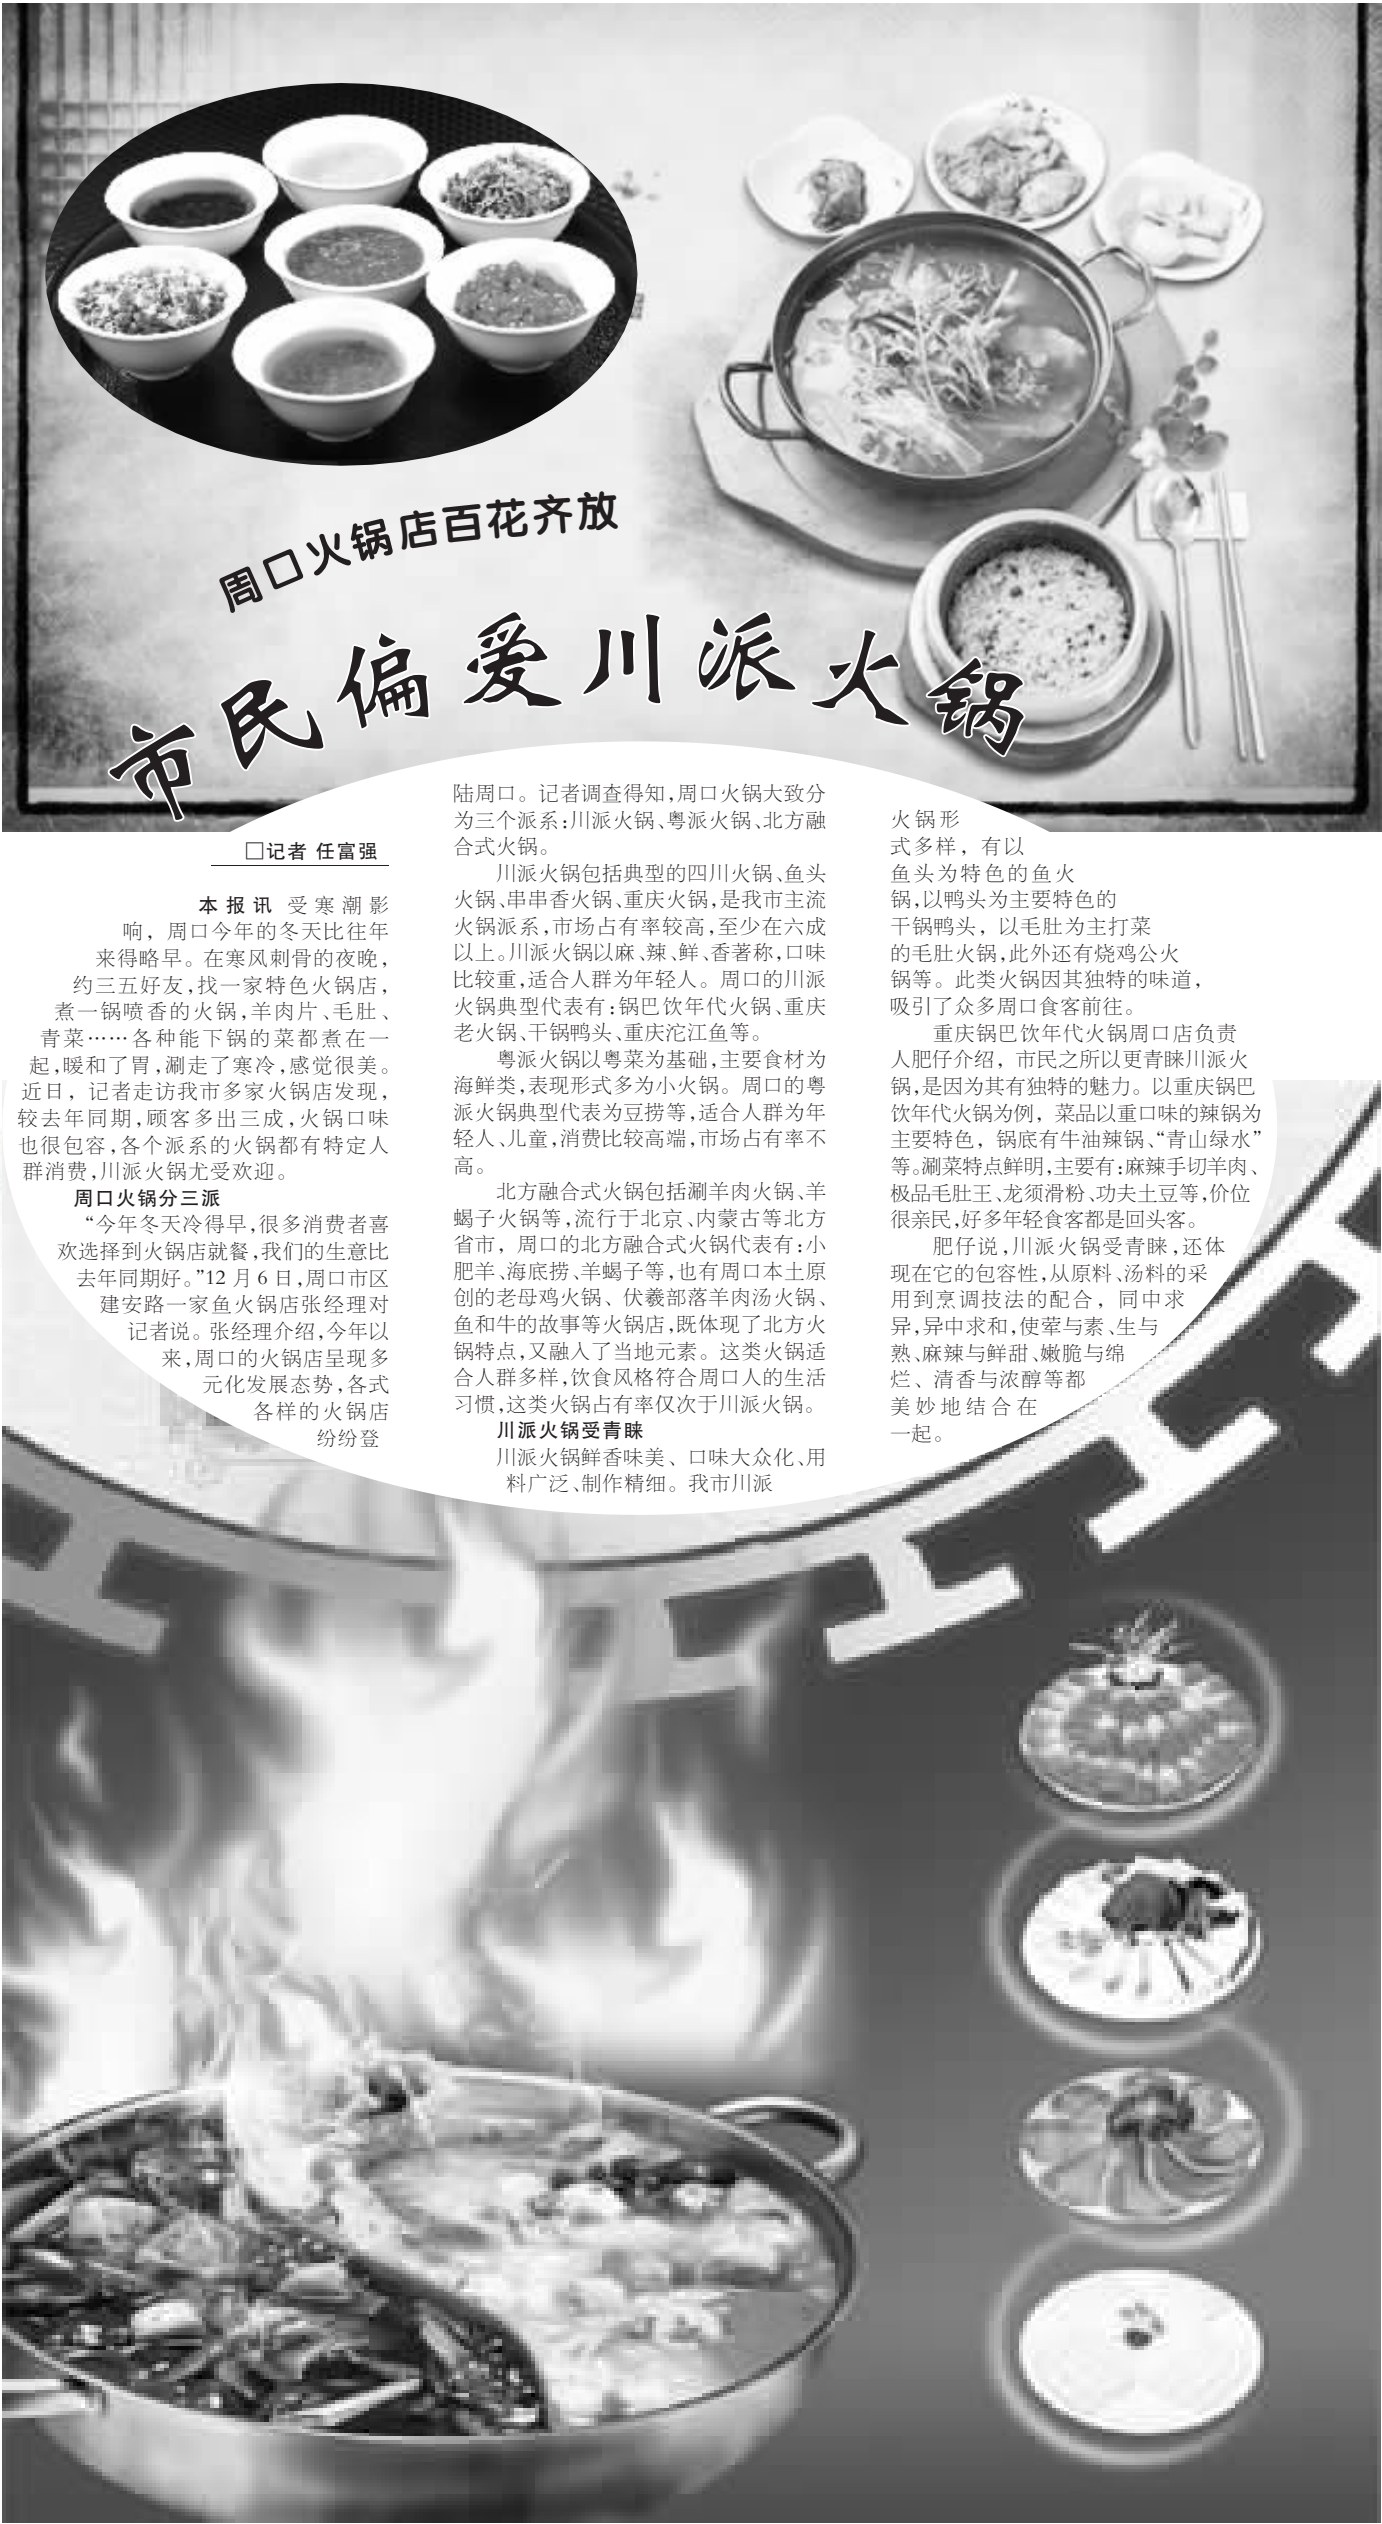 周口火锅店百花齐放
市民偏爱川派火锅
□记者 任富强
本报讯 受寒潮影
响，周口今年的冬天比往年
来得略早。在寒风刺骨的夜晚，
约三五好友，找一家特色火锅店，
煮一锅喷香的火锅，羊肉片、毛肚、
青菜……各种能下锅的菜都煮在一
起，暖和了胃，涮走了寒冷，感觉很美。
近日，记者走访我市多家火锅店发现，
较去年同期，顾客多出三成，火锅口味
也很包容，各个派系的火锅都有特定人
群消费，川派火锅尤受欢迎。
周口火锅分三派
“今年冬天冷得早，很多消费者喜
欢选择到火锅店就餐，我们的生意比
去年同期好。”12月6日，周口市区
建安路一家鱼火锅店张经理对
记者说。张经理介绍，今年以
来，周口的火锅店呈现多
元化发展态势，各式
各样的火锅店
纷纷登
陆周口。记者调查得知，周口火锅大致分
为三个派系：川派火锅、粤派火锅、北方融
合式火锅。
川派火锅包括典型的四川火锅、鱼头
火锅、串串香火锅、重庆火锅，是我市主流
火锅派系，市场占有率较高，至少在六成
以上。川派火锅以麻、辣、鲜、香著称，口味
比较重，适合人群为年轻人。周口的川派
火锅典型代表有：锅巴饮年代火锅、重庆
老火锅、干锅鸭头、重庆沱江鱼等。
粤派火锅以粤菜为基础，主要食材为
海鲜类，表现形式多为小火锅。周口的粤
派火锅典型代表为豆捞等，适合人群为年
轻人、儿童，消费比较高端，市场占有率不
高。
北方融合式火锅包括涮羊肉火锅、羊
蝎子火锅等，流行于北京、内蒙古等北方
省市，周口的北方融合式火锅代表有：小
肥羊、海底捞、羊蝎子等，也有周口本土原
创的老母鸡火锅、伏羲部落羊肉汤火锅、
鱼和牛的故事等火锅店，既体现了北方火
锅特点，又融入了当地元素。这类火锅适
合人群多样，饮食风格符合周口人的生活
习惯，这类火锅占有率仅次于川派火锅。
川派火锅受青睐
川派火锅鲜香味美、口味大众化、用
料广泛、制作精细。我市川派
火锅形
式多样，有以
鱼头为特色的鱼火
锅，以鸭头为主要特色的
干锅鸭头，以毛肚为主打菜
的毛肚火锅，此外还有烧鸡公火
锅等。此类火锅因其独特的味道，
吸引了众多周口食客前往。
重庆锅巴饮年代火锅周口店负责
人肥仔介绍，市民之所以更青睐川派火
锅，是因为其有独特的魅力。以重庆锅巴
饮年代火锅为例，菜品以重口味的辣锅为
主要特色，锅底有牛油辣锅、“青山绿水”
等。涮菜特点鲜明，主要有：麻辣手切羊肉、
极品毛肚王、龙须滑粉、功夫土豆等，价位
很亲民，好多年轻食客都是回头客。
肥仔说，川派火锅受青睐，还体
现在它的包容性，从原料、汤料的采
用到烹调技法的配合，同中求
异，异中求和，使荤与素、生与
熟、麻辣与鲜甜、嫩脆与绵
烂、清香与浓醇等都
美妙地结合在
一起。